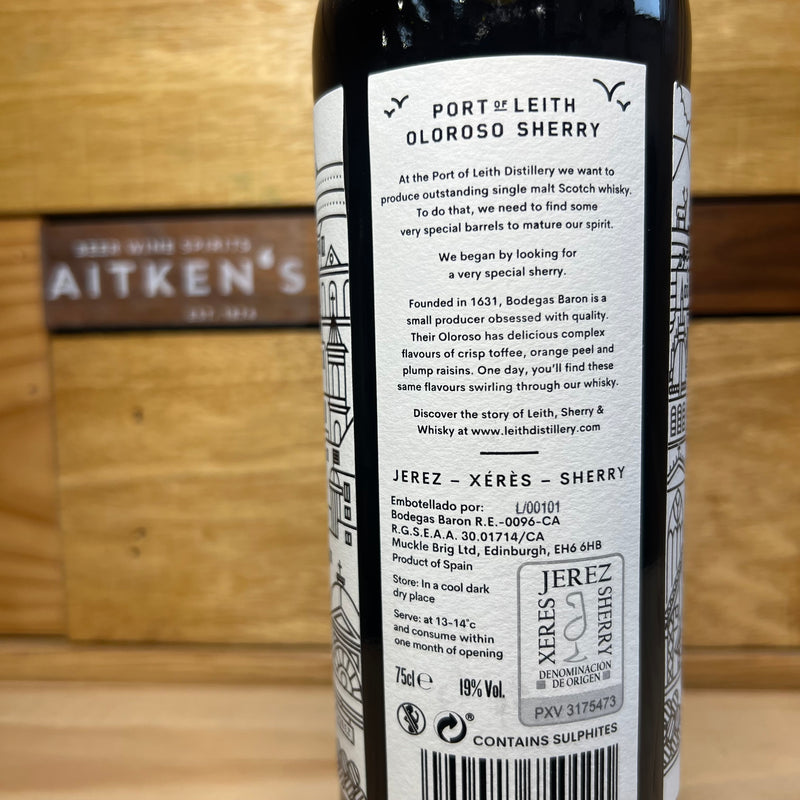 BEER WINE SPIRITS
AITKEN'S
EST. 1874
PORT OF LEITH
OLOROSO SHERRY
At the Port of Leith Distillery we want to
produce outstanding single malt Scotch whisky.
To do that, we need to find some
very special barrels to mature our spirit.
We began by looking for
a very special sherry.
Founded in 1631, Bodegas Baron is a
small producer obsessed with quality.
Their Oloroso has delicious complex
flavours of crisp toffee, orange peel and
plump raisins. One day, you'll find these
same flavours swirling through our whisky.
Discover the story of Leith, Sherry &
Whisky at www.leithdistillery.com
JEREZ – XÉRÈS – SHERRY
Embotellado por: L/00101
Bodegas Baron R.E.-0096-CA
R.G.S.E.A.A. 30.01714/CA
Muckle Brig Ltd, Edinburgh, EH6 6HB
Product of Spain
Store: In a cool dark
dry place
Serve: at 13-14°c
and consume within
one month of opening
75cl e 19% Vol.
JEREZ
XERES
SHERRY
DENOMINACION
DE ORIGEN
PXV 3175473
®
CONTAINS SULPHITES